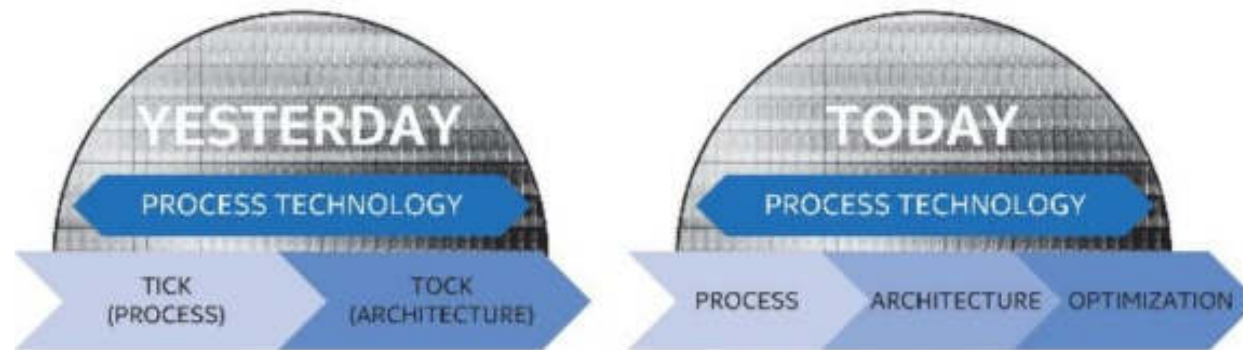 YESTERDAY
PROCESS TECHNOLOGY
TICK
(PROCESS)
TOCK
(ARCHITECTURE)
TODAY
PROCESS TECHNOLOGY
PROCESS
ARCHITECTURE
OPTIMIZATION